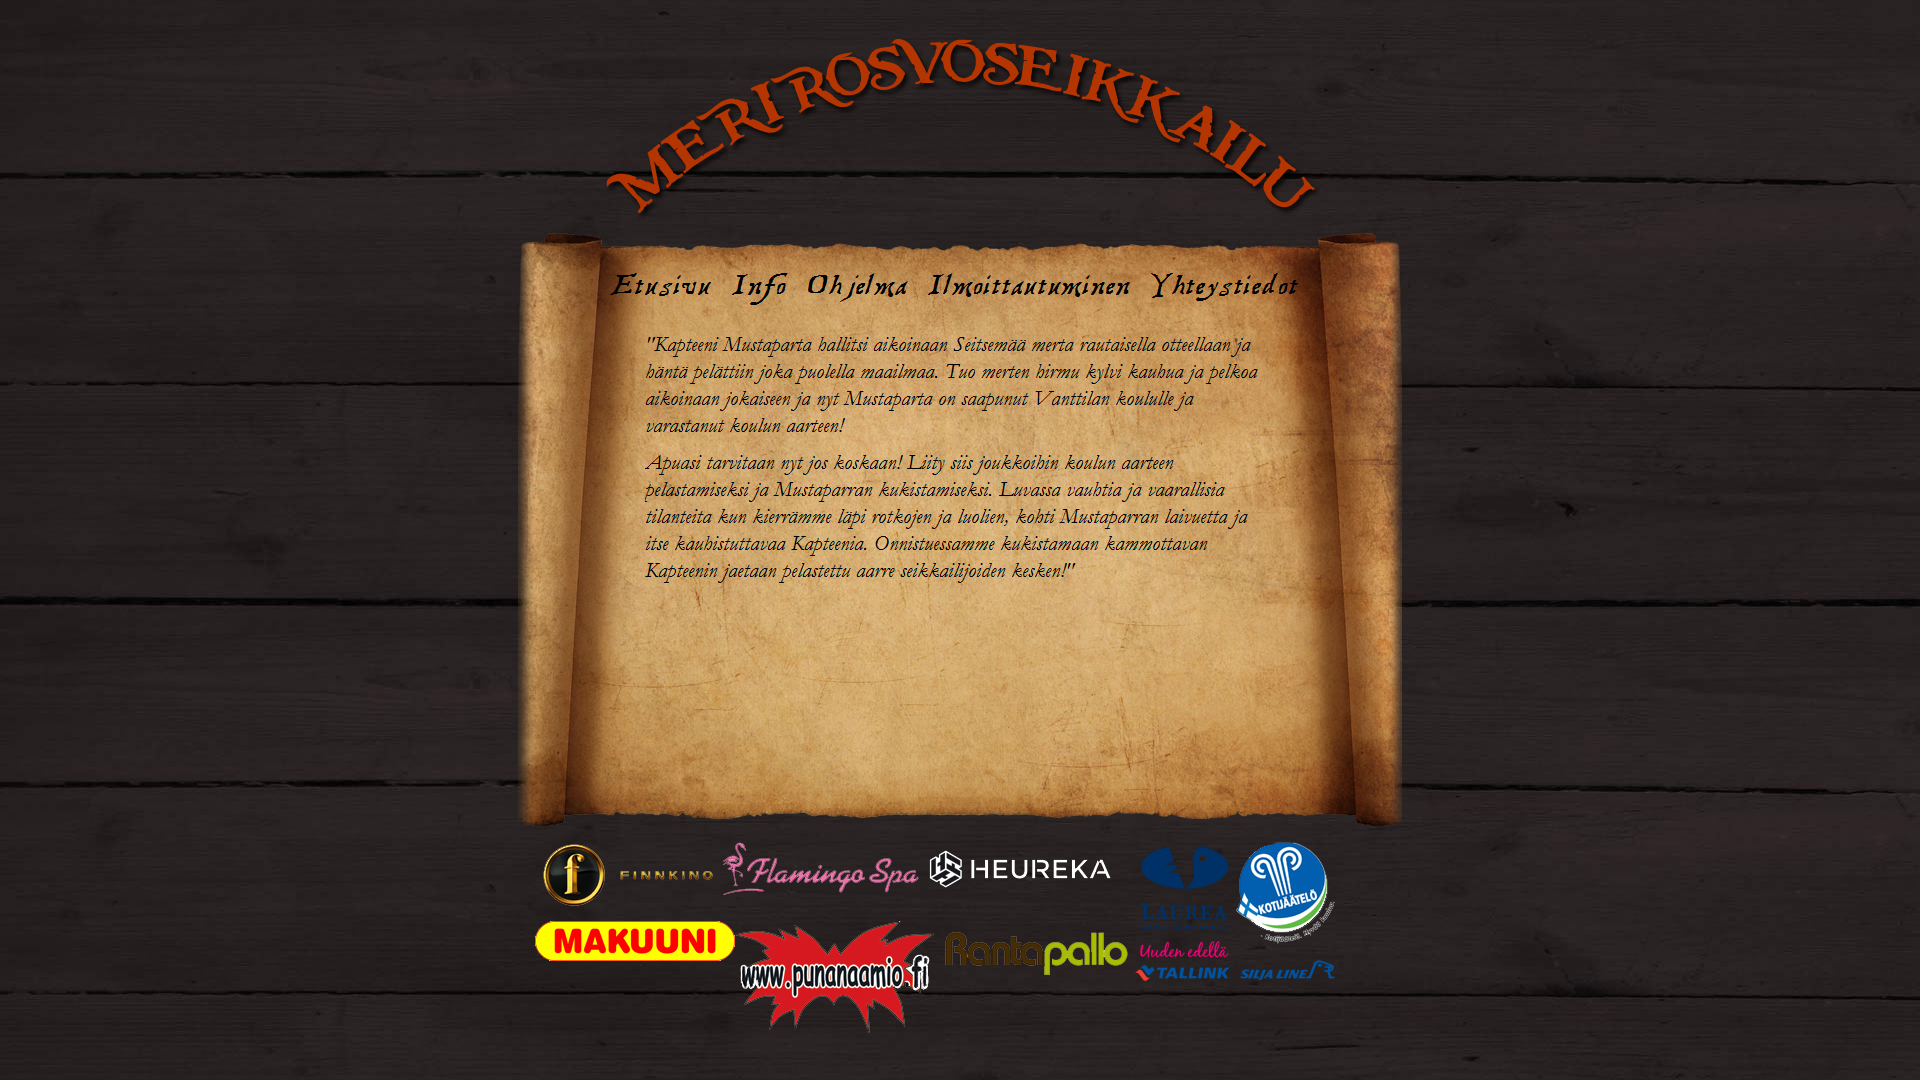 MERIROSVOSEIKKAILU
Etusivu Info Ohjelma Ilmoittautuminen Yhteystiedot
"Kapteeni Mustaparta hallitsi aikoinaan Seitsemää merta rautaisella otteellaan ja
häntä pelättiin joka puolella maailmaa. Tuo merten hirmu kylvi kauhua ja pelkoa
aikoinaan jokaiseen ja nyt Mustaparta on saapunut Vanttilan koululle ja
varastanut koulun aarteen!
Apuasi tarvitaan nyt jos koskaan! Liity siis joukkoihin koulun aarteen
pelastamiseksi ja Mustaparran kukistamiseksi. Luvassa vauhtia ja vaarallisia
tilanteita kun kierrämme läpi rotkojen ja luolien, kohti Mustaparran laivuetta ja
itse kauhistuttavaa Kapteenia. Onnistuessamme kukistamaan kammottavan
Kapteenin jaetaan pelastettu aarre seikkailijoiden kesken!"
f FINNKINO
Flamingo Spa
HEUREKA
LAUREA
KOTIJÄÄTELÖ
MAKUUNI
www.punanaamio.fi
Rantapallo
Uuden edellä
TALLINK SILJA LINE